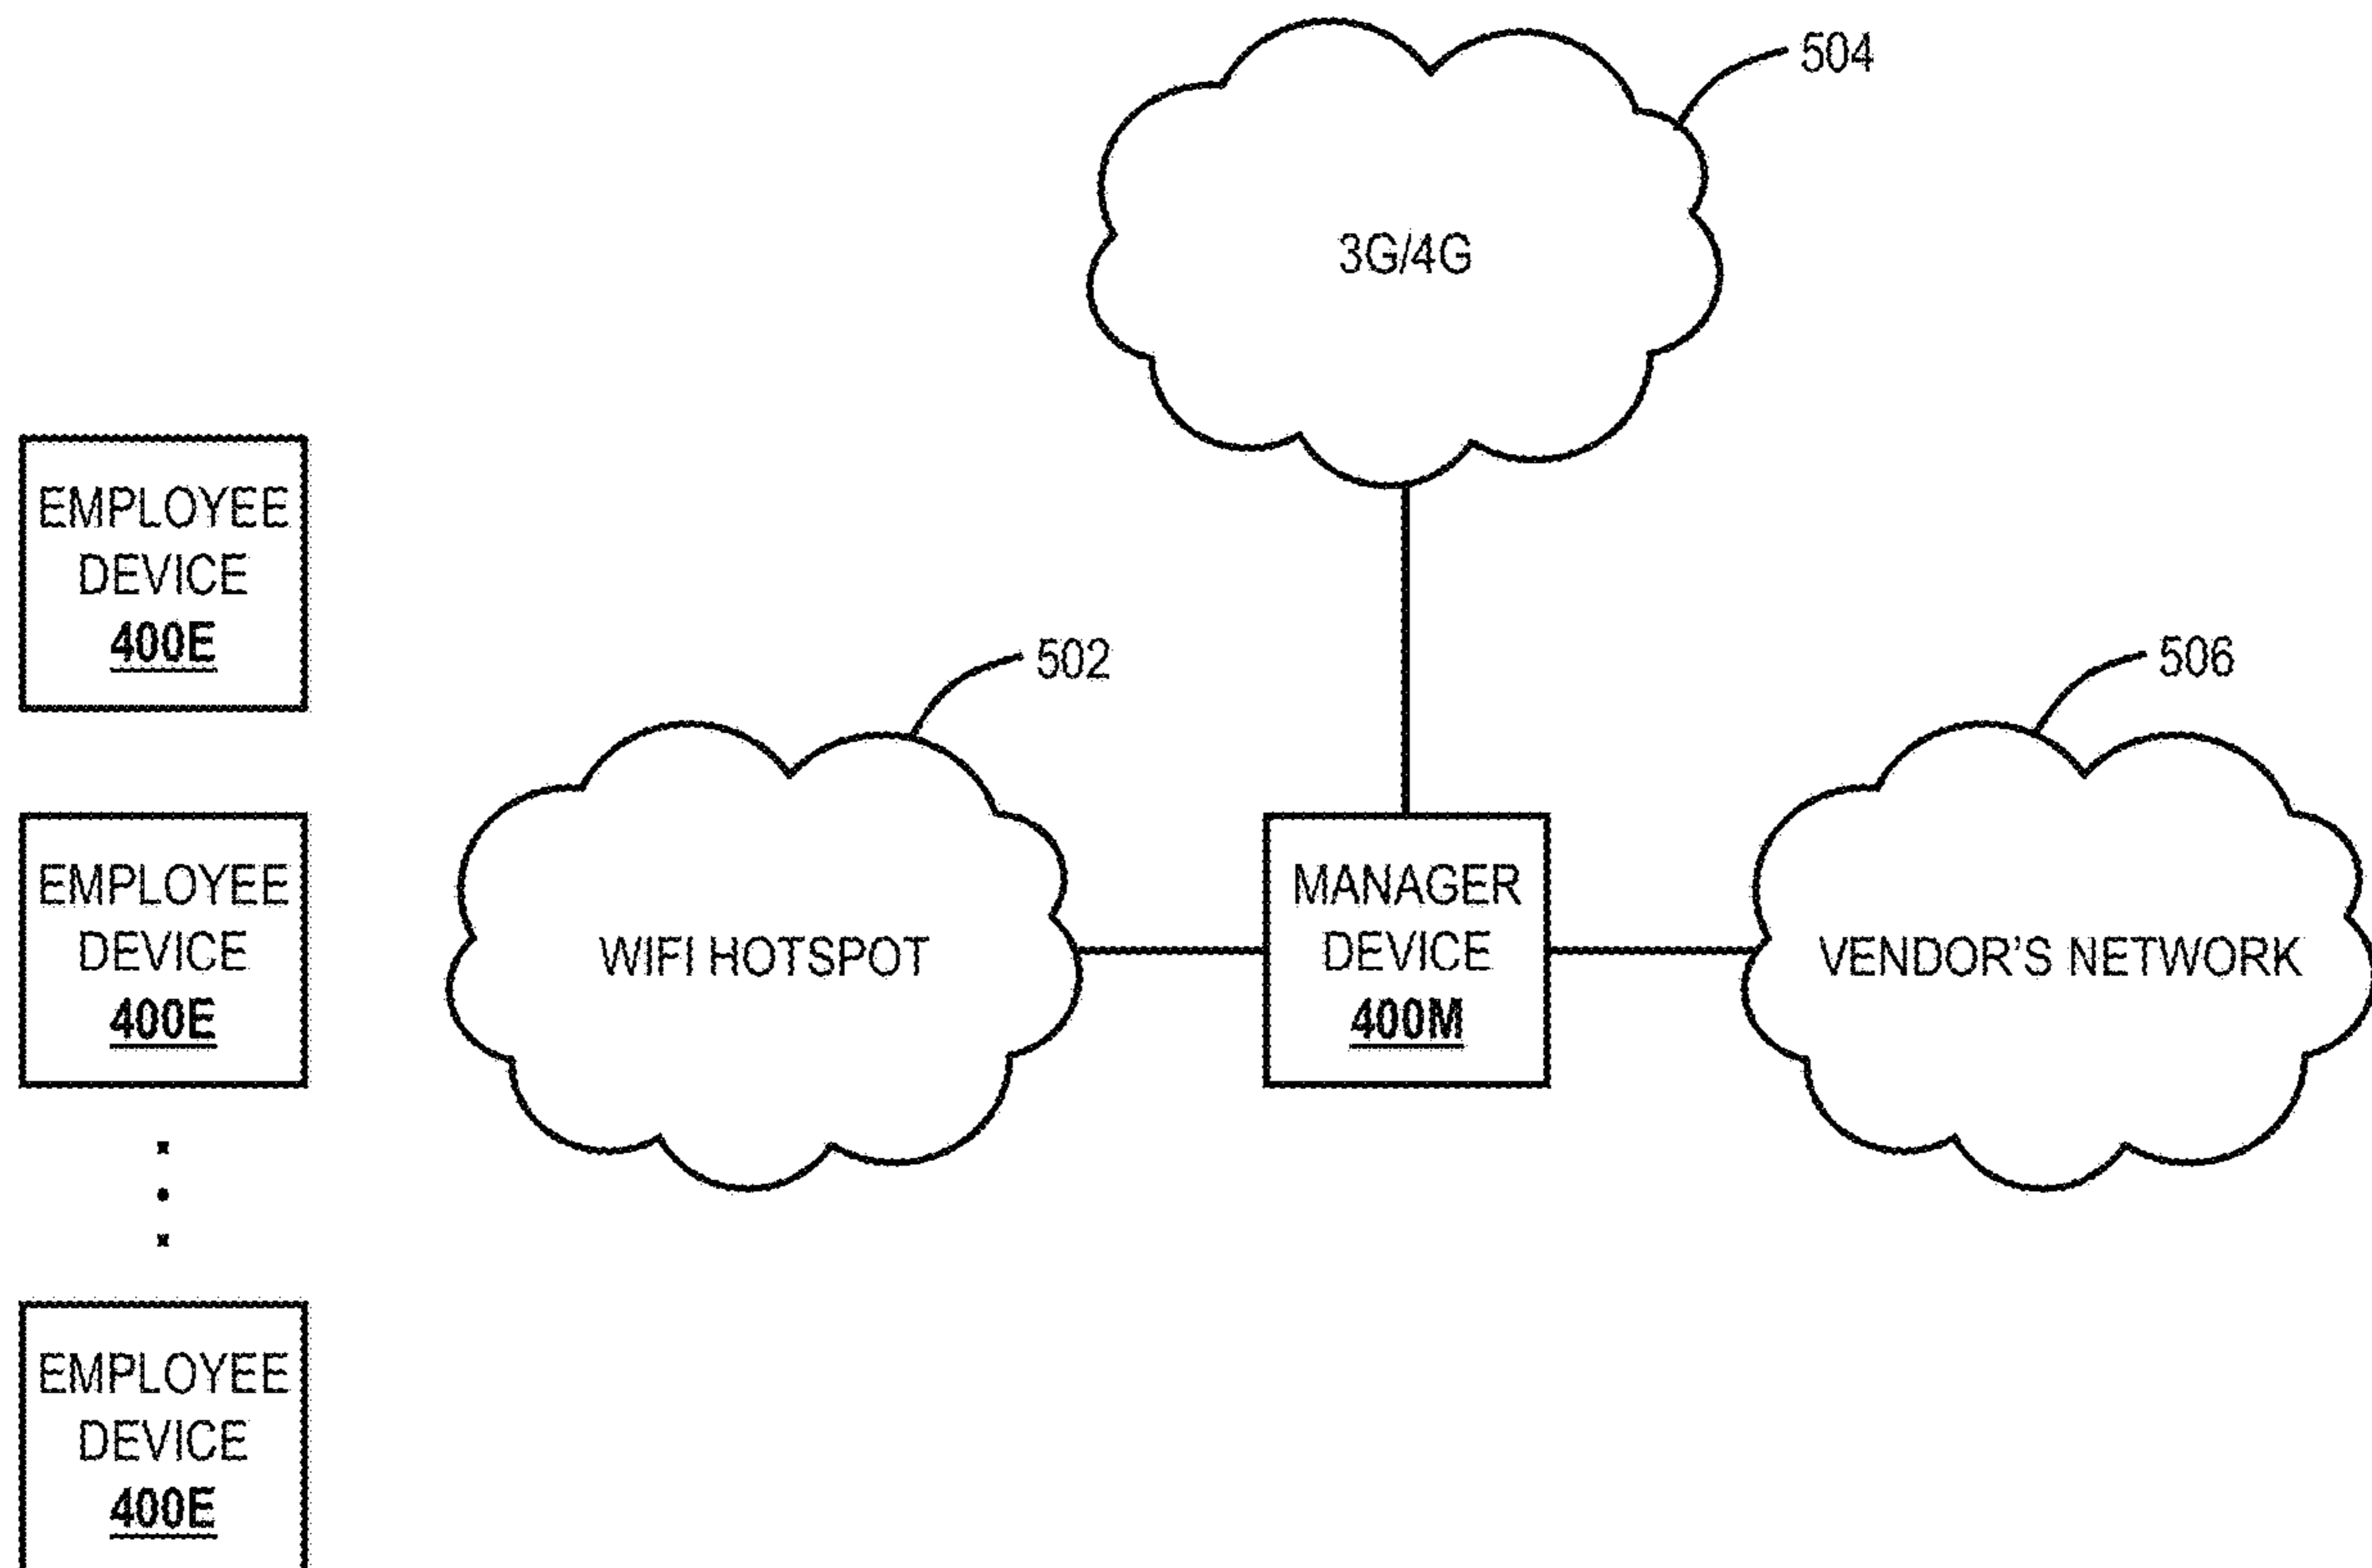 504
3G/4G
EMPLOYEE
DEVICE
400E
502
506
EMPLOYEE
DEVICE
400E
WIFI HOTSPOT
MANAGER
DEVICE
400M
VENDOR'S NETWORK
EMPLOYEE
DEVICE
400E